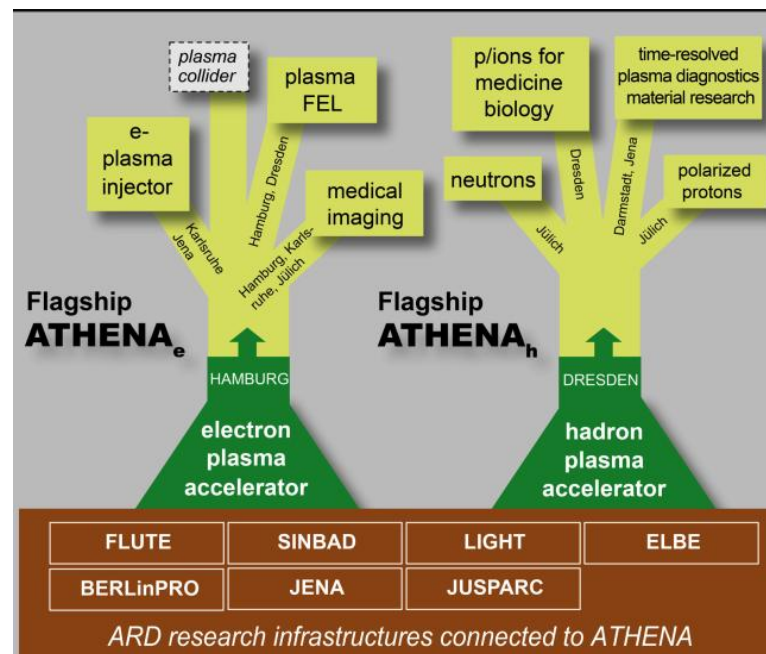 plasma
collider
plasma
FEL
e-
plasma
injector
medical
imaging
Karlsruhe
Jena
Hamburg, Dresden
Hamburg, Karls-
ruhe, Jülich
p/ions for
medicine
biology
time-resolved
plasma diagnostics
material research
neutrons
polarized
protons
Jülich
Dresden
Darmstadt, Jena
Jülich
Flagship
ATHENAe
HAMBURG
electron
plasma
accelerator
Flagship
ATHENAh
DRESDEN
hadron
plasma
accelerator
FLUTE SINBAD LIGHT ELBE
BERLinPRO JENA JUSPARC
ARD research infrastructures connected to ATHENA